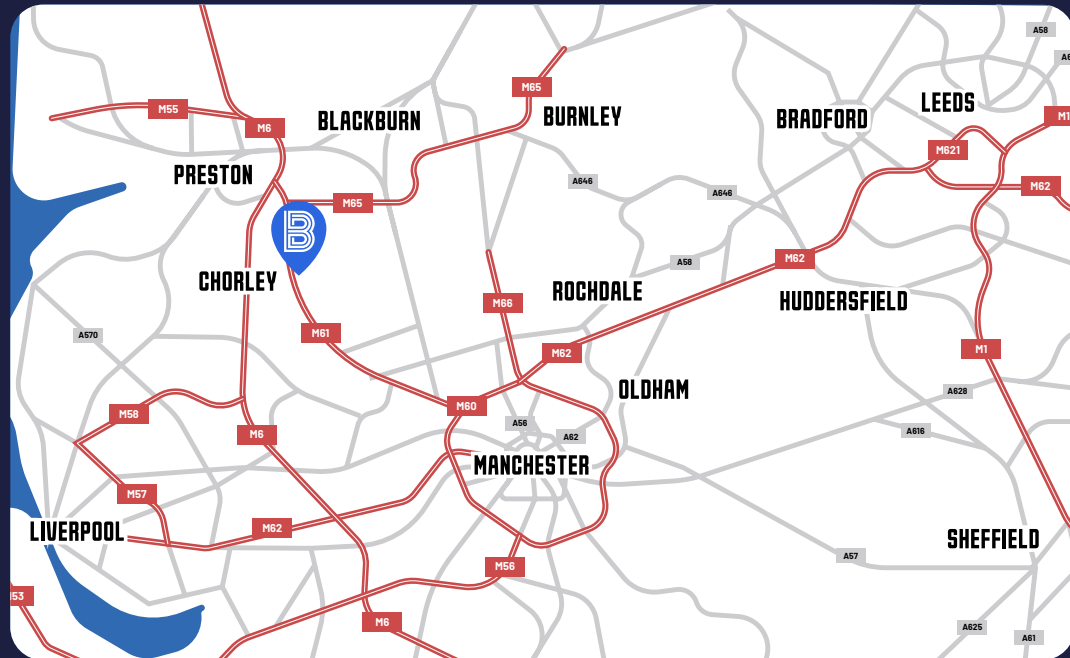 A58
M65
LEEDS
M55
M1
BLACKBURN
BURNLEY
BRADFORD
M6
M621
PRESTON
A646
M62
A646
M65
B
M62
A58
CHORLEY
ROCHDALE
HUDDERSFIELD
M66
M61
A570
M1
M62
OLDHAM
A628
M60
M58
A56
A616
M6
A62
MANCHESTER
M57
M62
LIVERPOOL
SHEFFIELD
A57
M56
53
M6
A625
A61